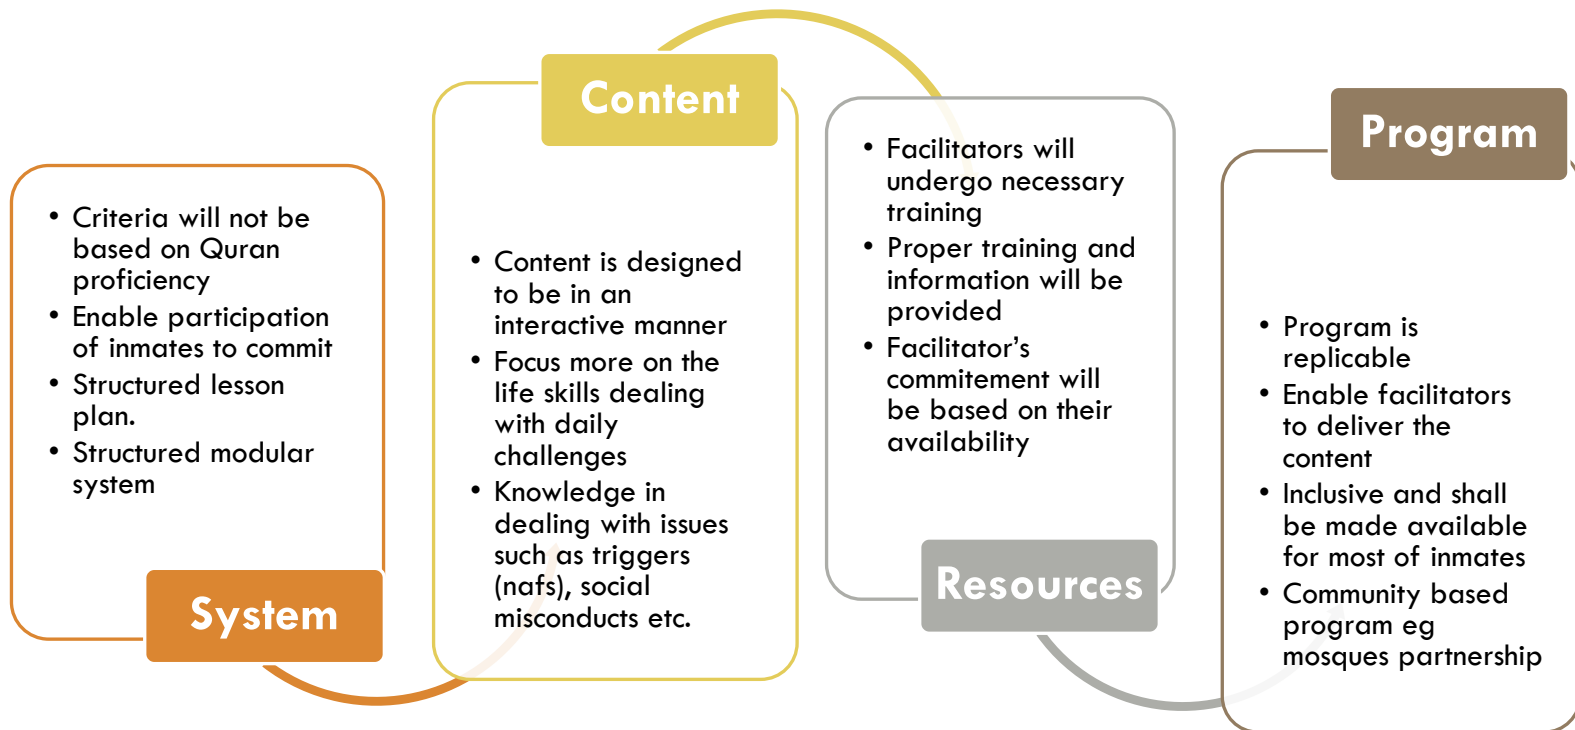 System
• Criteria will not be
based on Quran
proficiency
• Enable participation
of inmates to commit
• Structured lesson
plan.
• Structured modular
system
Content
• Content is designed
to be in an
interactive manner
• Focus more on the
life skills dealing
with daily
challenges
• Knowledge in
dealing with issues
such as triggers
(nafs), social
misconducts etc.
Resources
• Facilitators will
undergo necessary
training
• Proper training and
information will be
provided
• Facilitator’s
commitement will
be based on their
availability
Program
• Program is
replicable
• Enable facilitators
to deliver the
content
• Inclusive and shall
be made available
for most of inmates
• Community based
program eg
mosques partnership